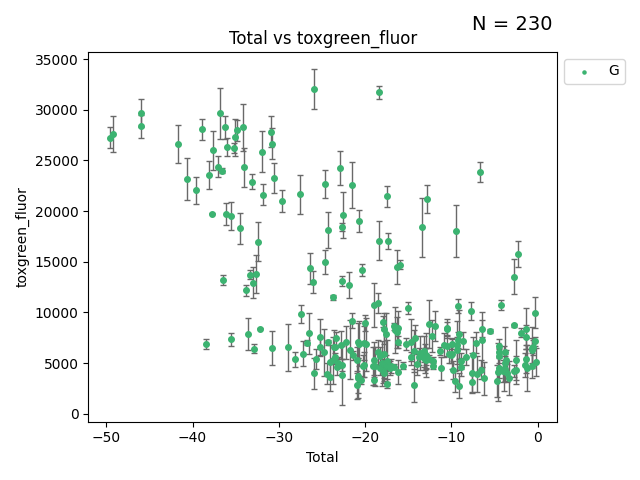 N = 230
Total vs toxgreen_fluor
G
toxgreen_fluor
35000
30000
25000
20000
15000
10000
5000
0
−50 −40 −30 −20 −10 0
Total